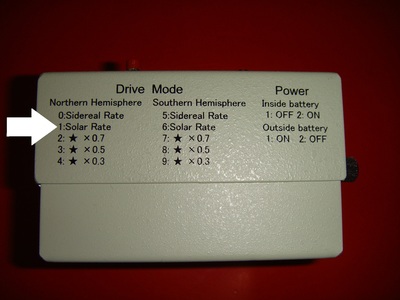 Drive Mode
Power
Northern Hemisphere
0:Sidereal Rate
1:Solar Rate
2: ★ ×0.7
3: ★ ×0.5
4: ★ ×0.3
Southern Hemisphere
5:Sidereal Rate
6:Solar Rate
7: ★ ×0.7
8: ★ ×0.5
9: ★ ×0.3
Inside battery
1: OFF 2: ON
Outside battery
1: ON 2: OFF